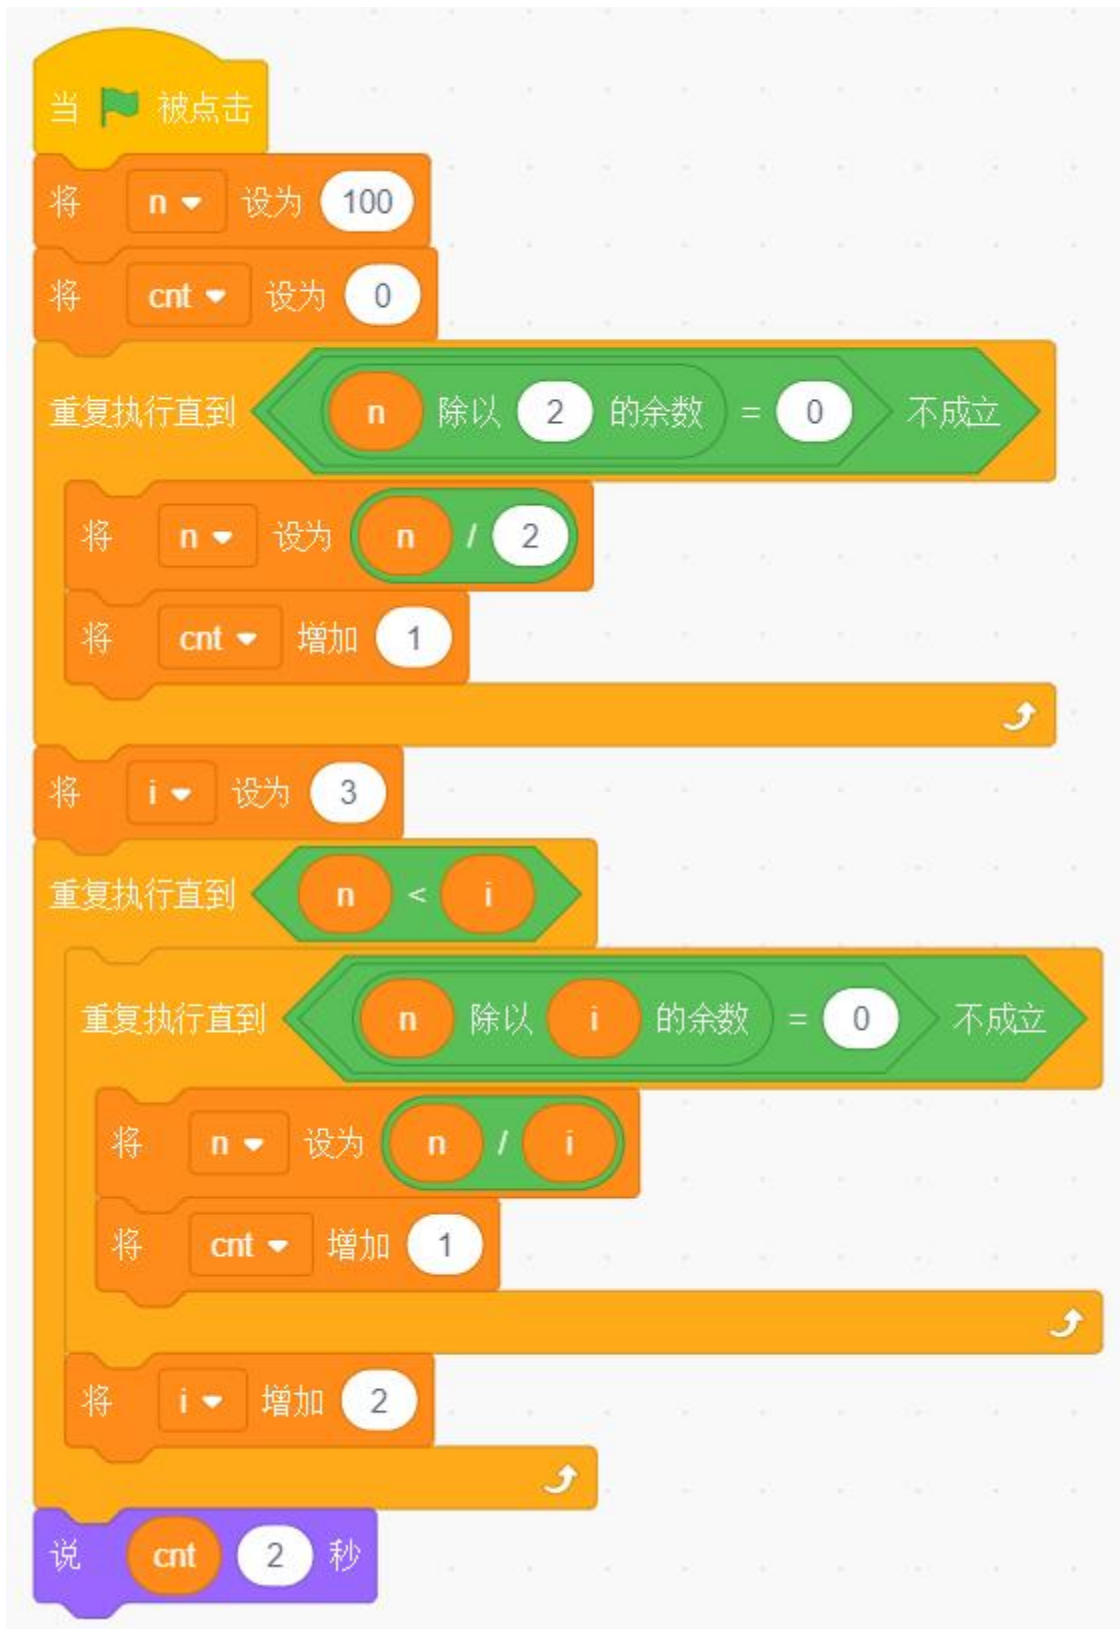 当 被点击
将 n 设为 100
将 cnt 设为 0
重复执行直到 n 除以 2 的余数 = 0 不成立
将 n 设为 n / 2
将 cnt 增加 1
将 i 设为 3
重复执行直到 n < i
重复执行直到 n 除以 i 的余数 = 0 不成立
将 n 设为 n / i
将 cnt 增加 1
将 i 增加 2
说 cnt 2 秒